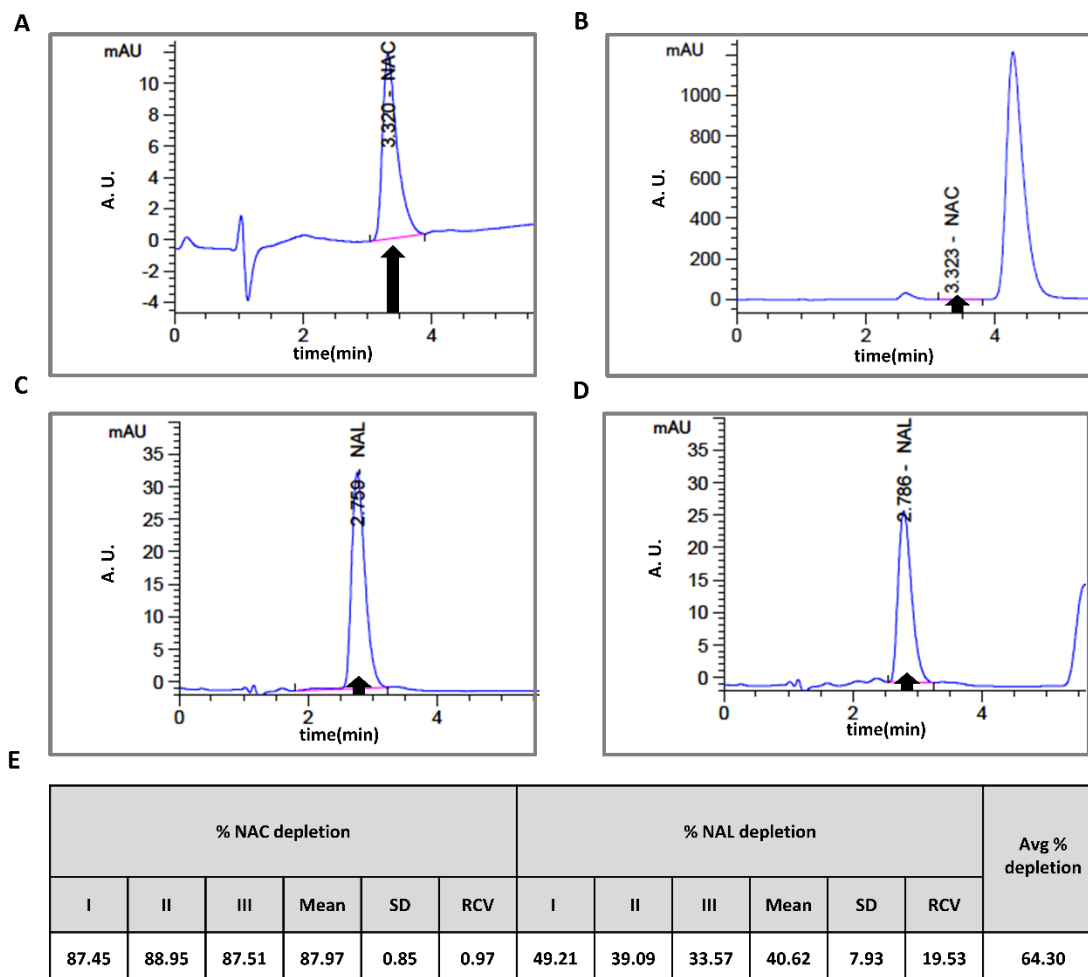 A
mAU
10
8
6
4
2
0
-2
-4
A. U.
3.320 - NAC
0 2 4
time(min)
B
mAU
1000
800
600
400
200
0
A. U.
3.323 - NAC
0 2 4
time(min)
C
mAU
35
30
25
20
15
10
5
0
A. U.
2.759 - NAL
0 2 4
time(min)
D
mAU
35
30
25
20
15
10
5
0
A. U.
2.786 - NAL
0 2 4
time(min)
E
% NAC depletion % NAL depletion Avg % depletion
I II III Mean SD RCV I II III Mean SD RCV
87.45 88.95 87.51 87.97 0.85 0.97 49.21 39.09 33.57 40.62 7.93 19.53 64.30